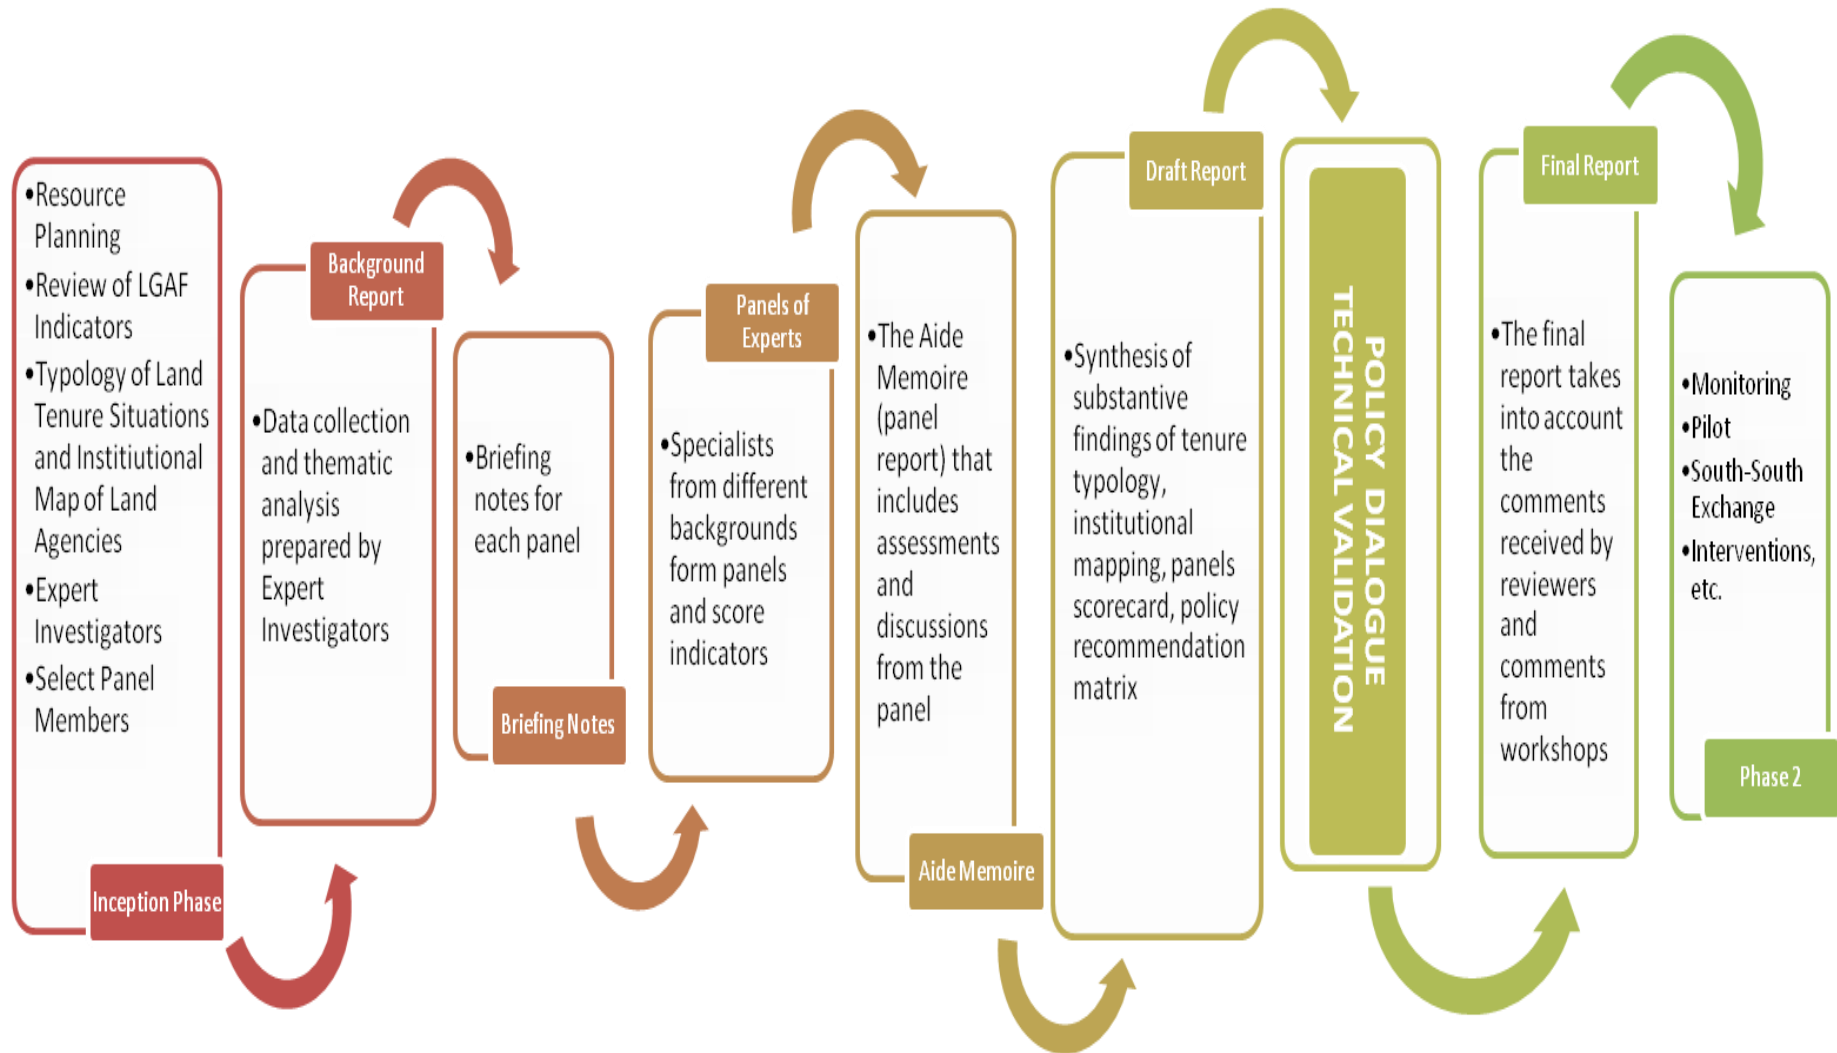 •Resource
Planning
•Review of LGAF
Indicators
•Typology of Land
Tenure Situations
and Institiutional
Map of Land
Agencies
•Expert
Investigators
•Select Panel
Members
Inception Phase
Background
Report
•Data collection
and thematic
analysis
prepared by
Expert
Investigators
•Briefing
notes for
each panel
Briefing Notes
Panels of
Experts
•Specialists
from different
backgrounds
form panels
and score
indicators
•The Aide
Memoire
(panel
report) that
includes
assessments
and
discussions
from the
panel
Aide Memoire
Draft Report
•Synthesis of
substantive
findings of tenure
typology,
institutional
mapping, panels
scorecard, policy
recommendation
matrix
POLICY DIALOGUE
TECHNICAL VALIDATION
Final Report
•The final
report takes
into account
the
comments
received by
reviewers
and
comments
from
workshops
•Monitoring
•Pilot
•South-South
Exchange
•Interventions,
etc.
Phase 2